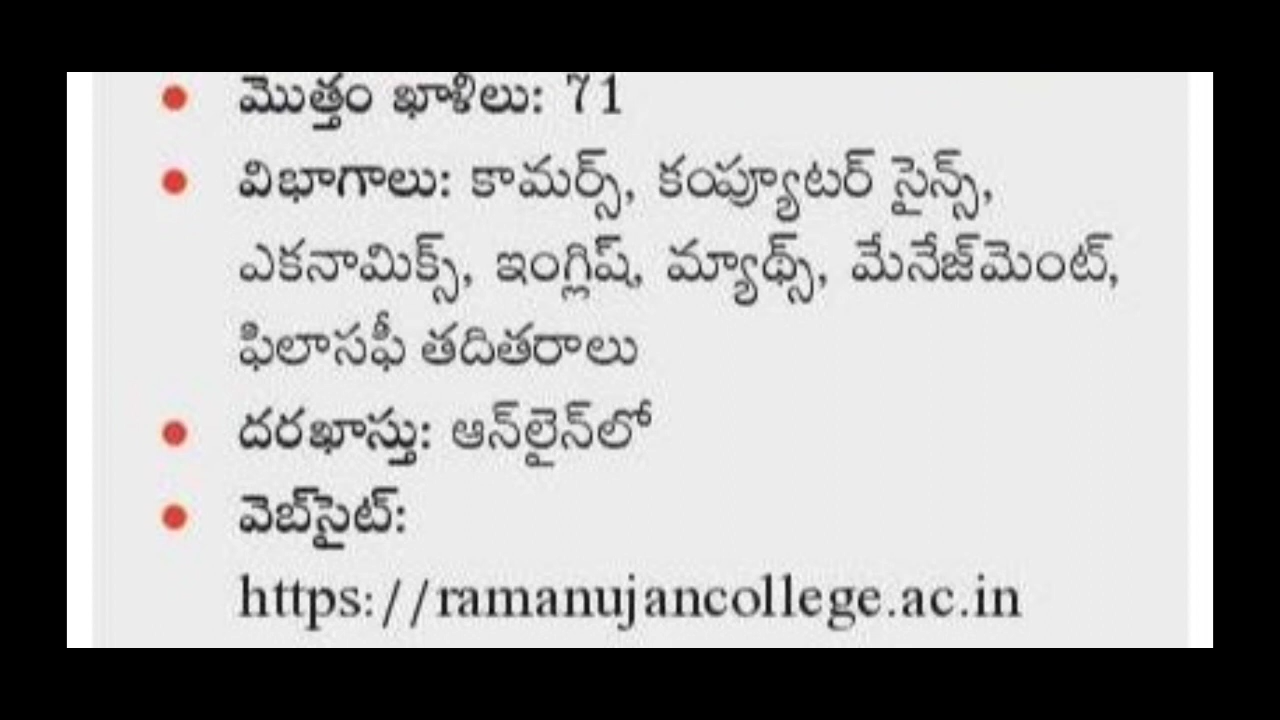 • మొత్తం ఖాళీలు: 71
• విభాగాలు: కామర్స్, కంప్యూటర్ సైన్స్,
ఎకనామిక్స్, ఇంగ్లిష్, మ్యాథ్స్, మేనేజ్‌మెంట్,
ఫిలాసఫీ తదితరాలు
• దరఖాస్తు: ఆన్‌లైన్‌లో
• వెబ్‌సైట్:
https://ramanujancollege.ac.in